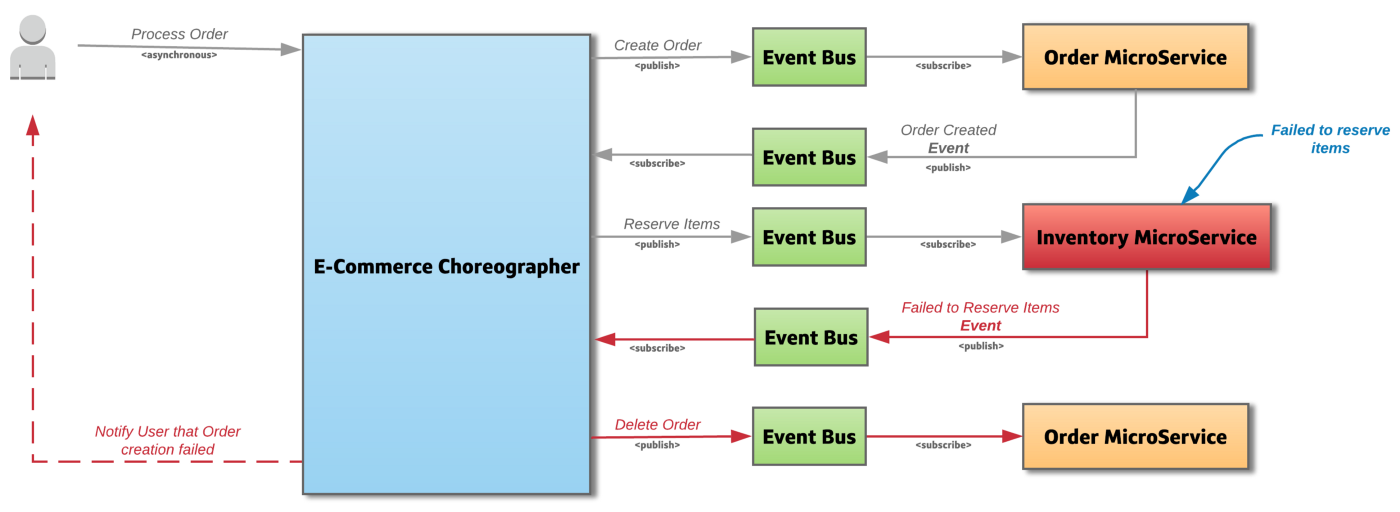 Process Order
<asynchronous>
Create Order
<publish>
Event Bus
<subscribe>
Order MicroService
Order Created
Event
<publish>
Event Bus
<subscribe>
Failed to reserve
items
Reserve Items
<publish>
Event Bus
<subscribe>
Inventory MicroService
E-Commerce Choreographer
Failed to Reserve Items
Event
<publish>
Event Bus
<subscribe>
Delete Order
<publish>
Event Bus
<subscribe>
Order MicroService
Notify User that Order
creation failed